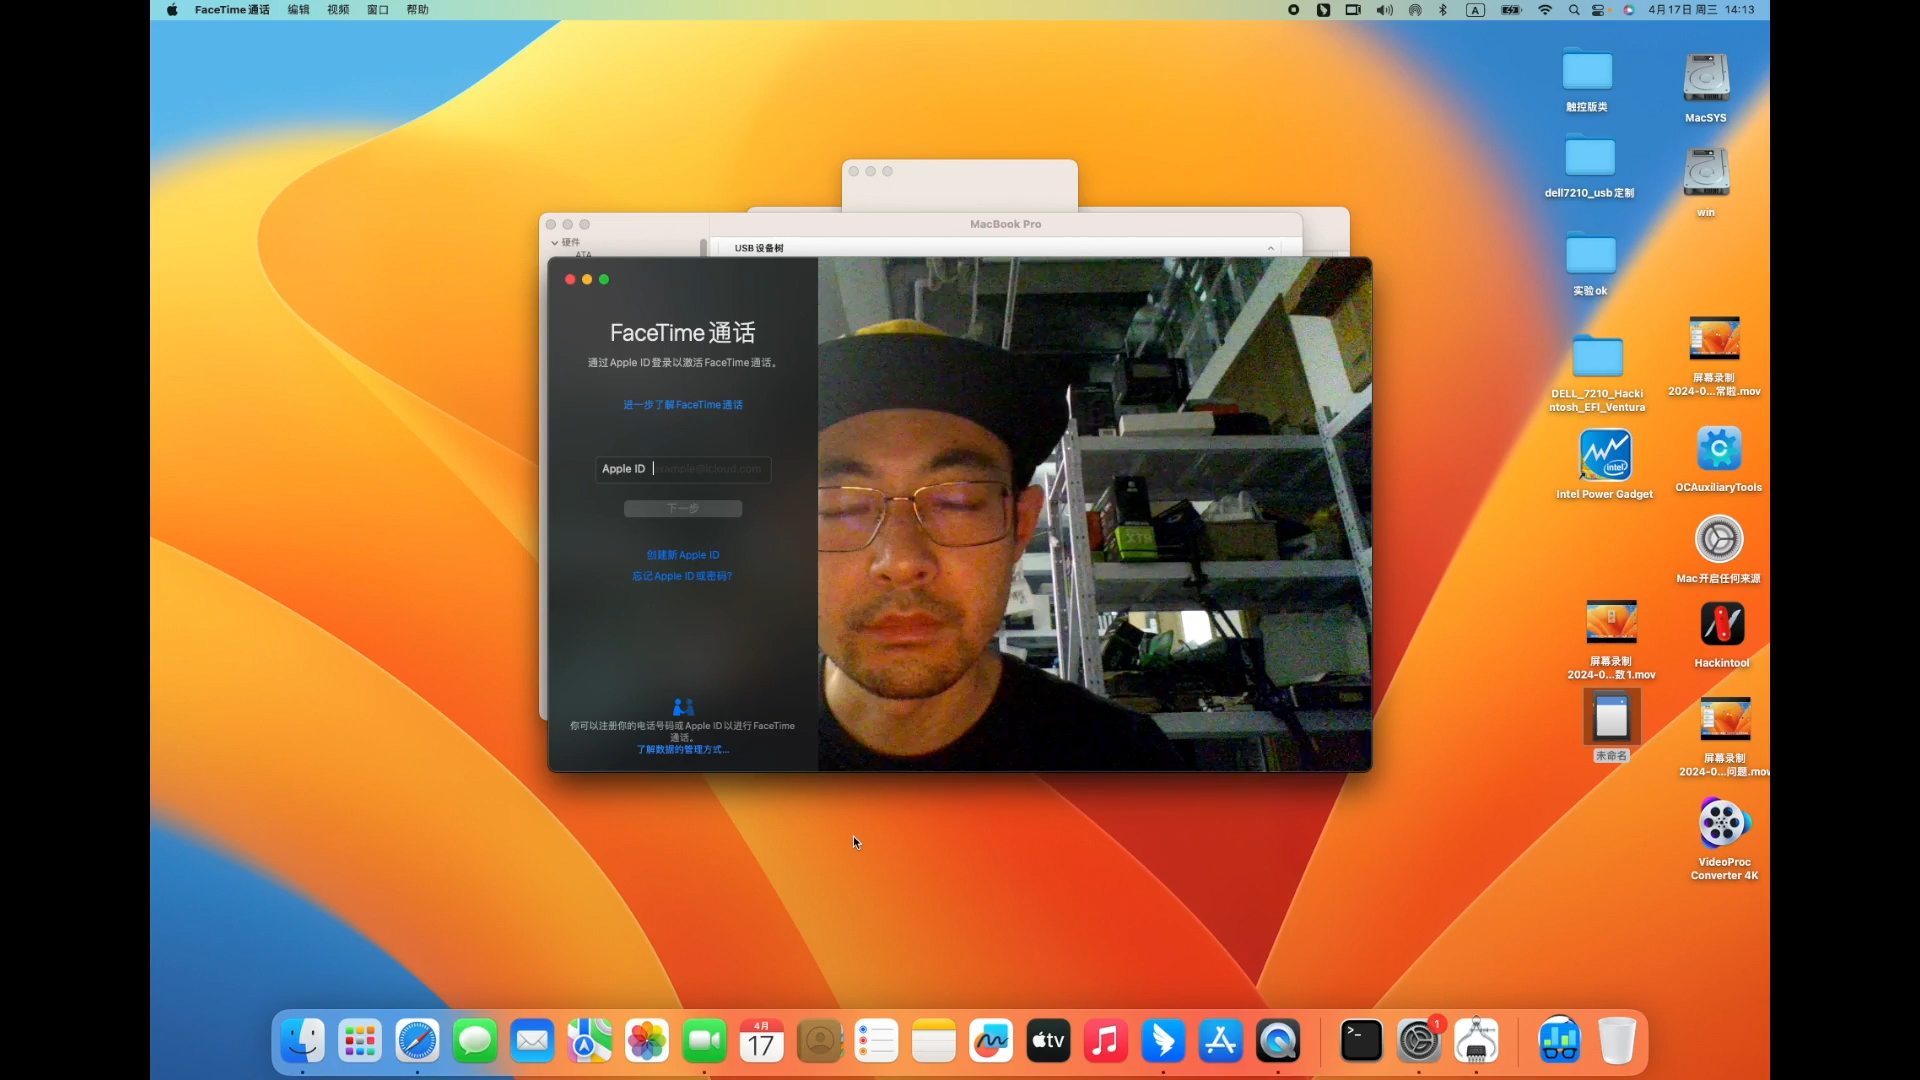 FaceTime 通话 编辑 视频 窗口 帮助
A
4月17日 周三 14:13
触控版类
MacSYS
dell7210_usb定制
win
实验ok
DELL_7210_Hacki
ntosh_EFI_Ventura
屏幕录制
2024-0...常啦.mov
intel
Intel Power Gadget
OCAuxiliaryTools
Mac开启任何来源
屏幕录制
2024-0...数1.mov
Hackintool
未命名
屏幕录制
2024-0...问题.mov
VideoProc
Converter 4K
MacBook Pro
硬件
ATA
USB 设备树
FaceTime 通话
通过 Apple ID 登录以激活 FaceTime 通话。
进一步了解 FaceTime 通话
Apple ID example@icloud.com
下一步
创建新 Apple ID
忘记 Apple ID 或密码?
你可以注册你的电话号码或 Apple ID 以进行 FaceTime
通话。
了解数据的管理方式...
4月
17
tv
1